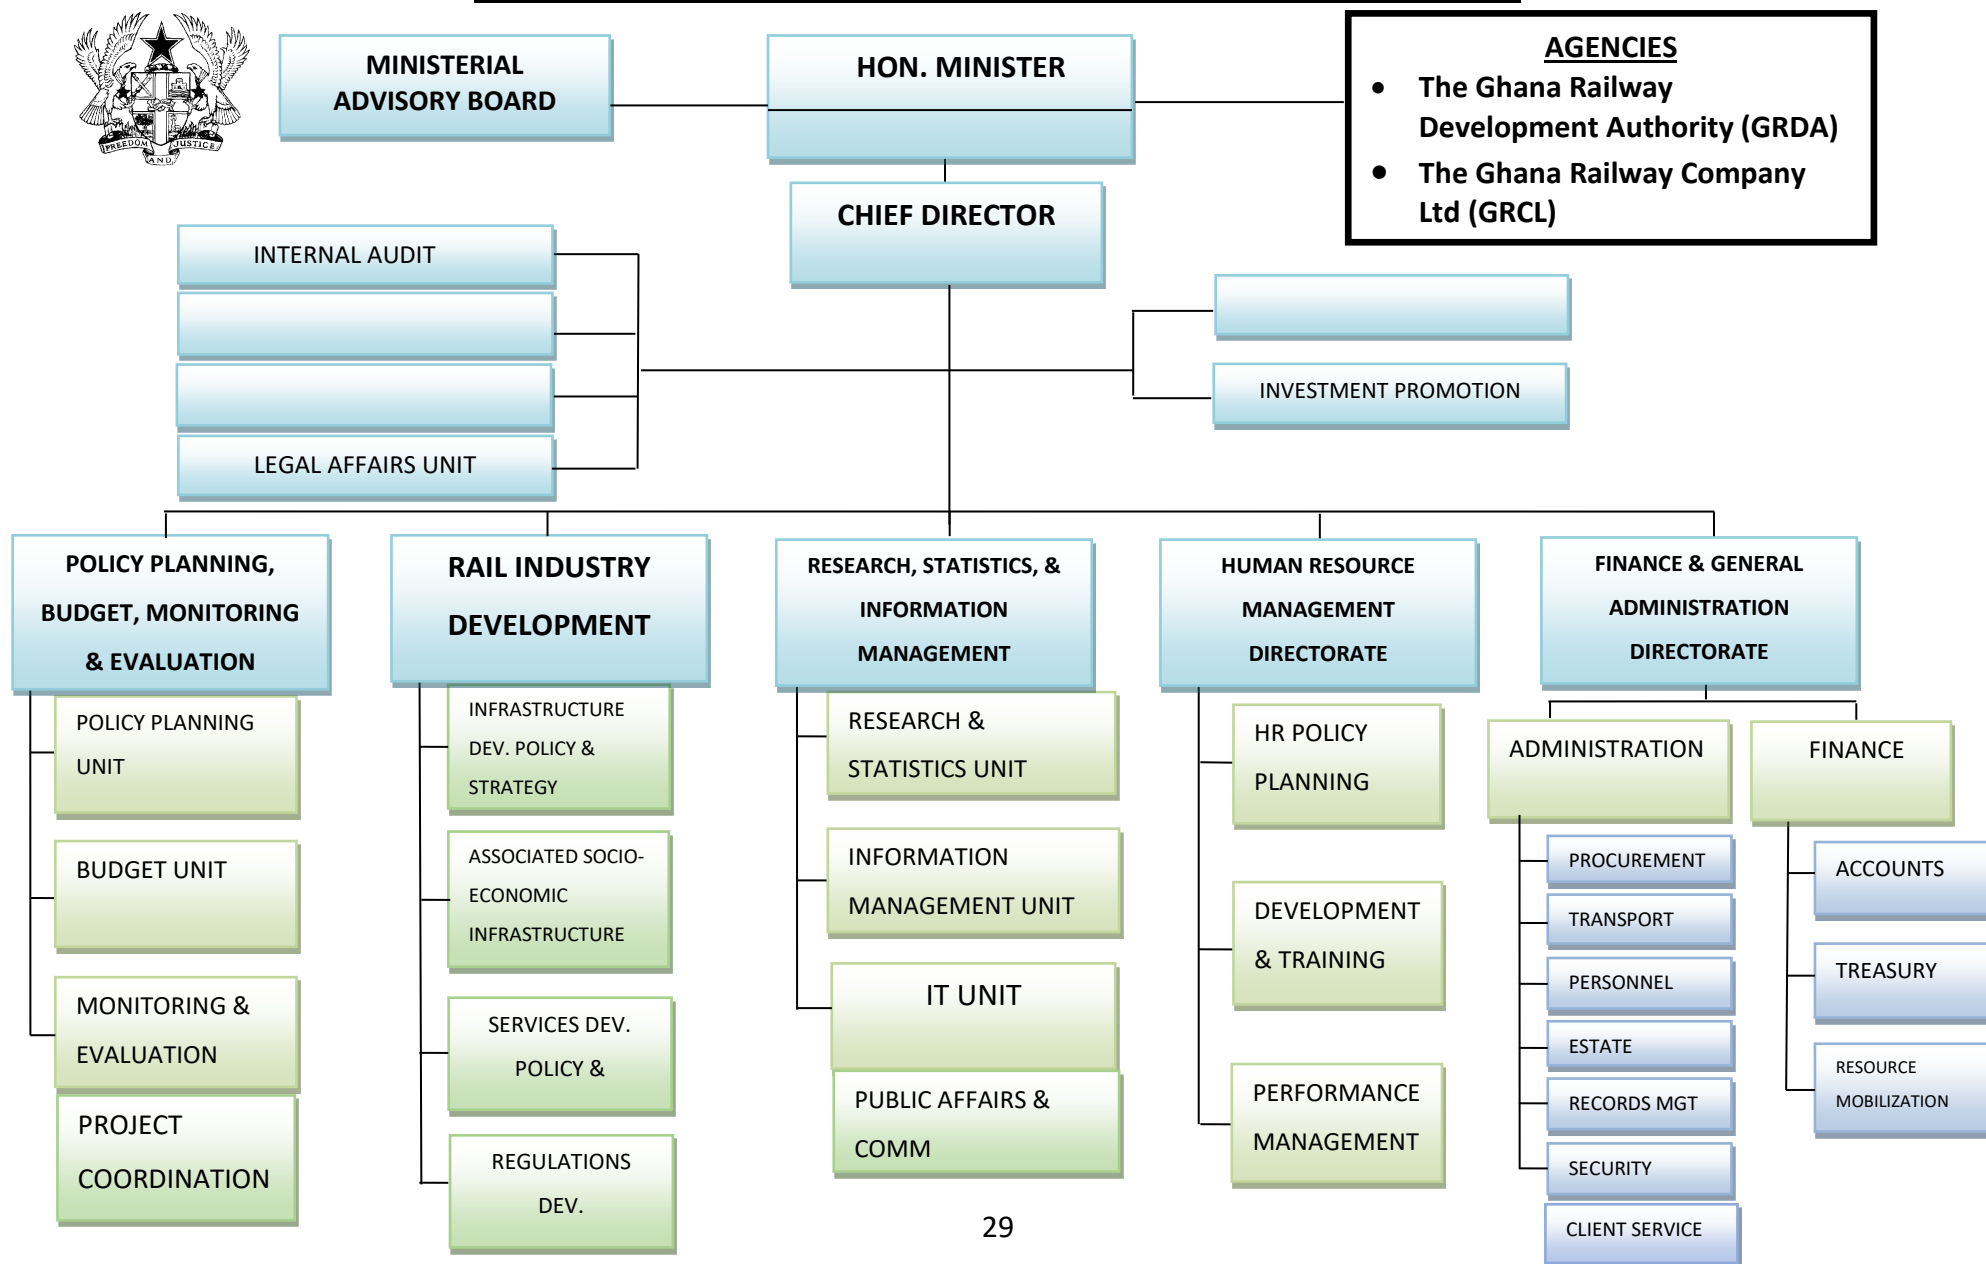 FREEDOM AND JUSTICE
MINISTERIAL
ADVISORY BOARD
HON. MINISTER
AGENCIES
• The Ghana Railway
Development Authority (GRDA)
• The Ghana Railway Company
Ltd (GRCL)
CHIEF DIRECTOR
INTERNAL AUDIT
LEGAL AFFAIRS UNIT
INVESTMENT PROMOTION
POLICY PLANNING,
BUDGET, MONITORING
& EVALUATION
POLICY PLANNING
UNIT
BUDGET UNIT
MONITORING &
EVALUATION
PROJECT
COORDINATION
RAIL INDUSTRY
DEVELOPMENT
INFRASTRUCTURE
DEV. POLICY &
STRATEGY
ASSOCIATED SOCIO-
ECONOMIC
INFRASTRUCTURE
SERVICES DEV.
POLICY &
REGULATIONS
DEV.
RESEARCH, STATISTICS, &
INFORMATION
MANAGEMENT
RESEARCH &
STATISTICS UNIT
INFORMATION
MANAGEMENT UNIT
IT UNIT
PUBLIC AFFAIRS &
COMM
HUMAN RESOURCE
MANAGEMENT
DIRECTORATE
HR POLICY
PLANNING
DEVELOPMENT
& TRAINING
PERFORMANCE
MANAGEMENT
FINANCE & GENERAL
ADMINISTRATION
DIRECTORATE
ADMINISTRATION
PROCUREMENT
TRANSPORT
PERSONNEL
ESTATE
RECORDS MGT
SECURITY
CLIENT SERVICE
FINANCE
ACCOUNTS
TREASURY
RESOURCE
MOBILIZATION
29